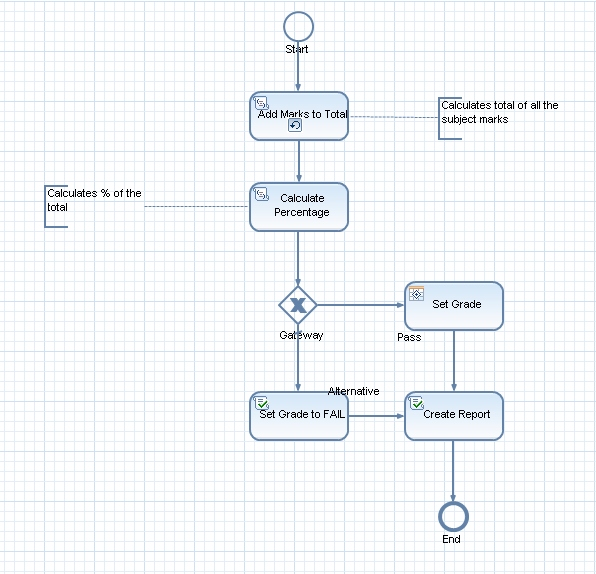 Start
Add Marks to Total
Calculates total of all the
subject marks
Calculates % of the
total
Calculate
Percentage
Set Grade
Gateway
Pass
Alternative
Set Grade to FAIL
Create Report
End